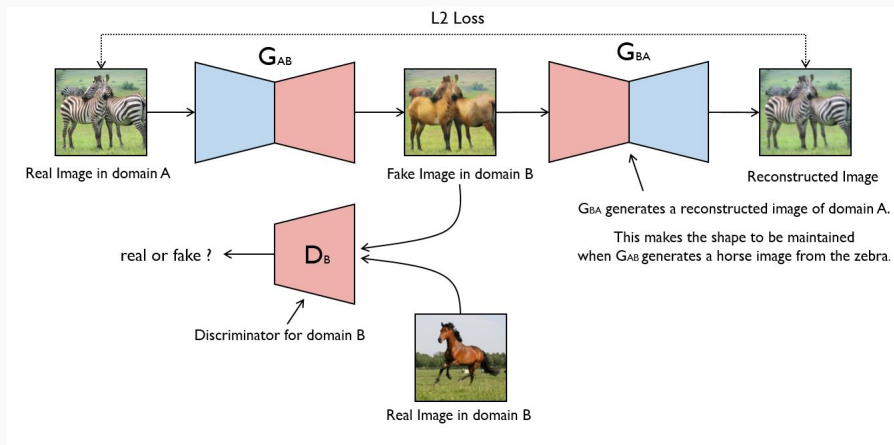 L2 Loss
GAB
GBA
Real Image in domain A
Fake Image in domain B
Reconstructed Image
GBA generates a reconstructed image of domain A.
This makes the shape to be maintained
when GAB generates a horse image from the zebra.
real or fake ?
DB
Discriminator for domain B
Real Image in domain B